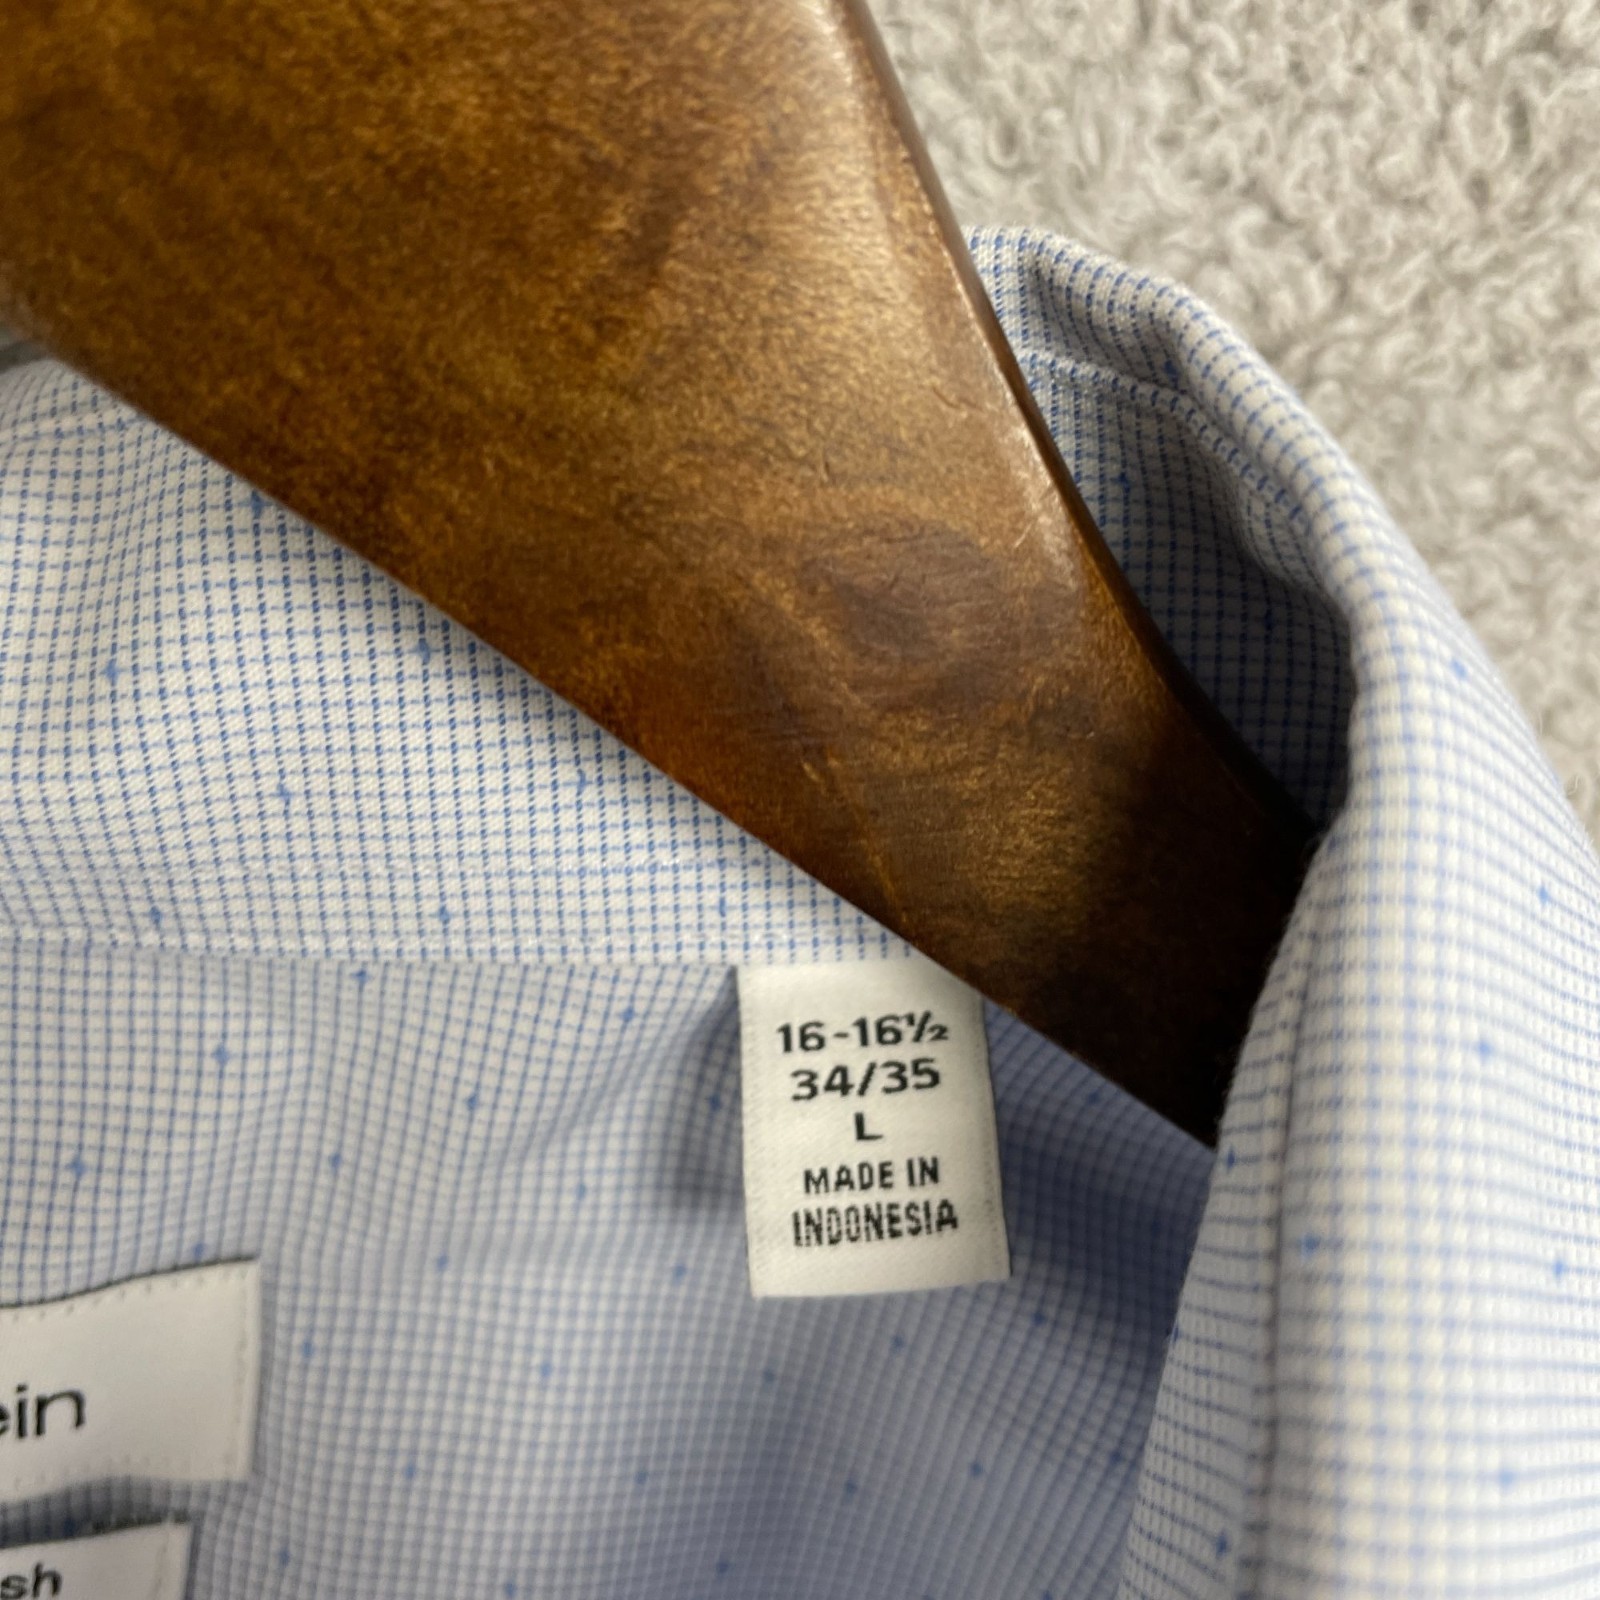 16-16½
34/35
L
MADE IN
INDONESIA
ein
sh